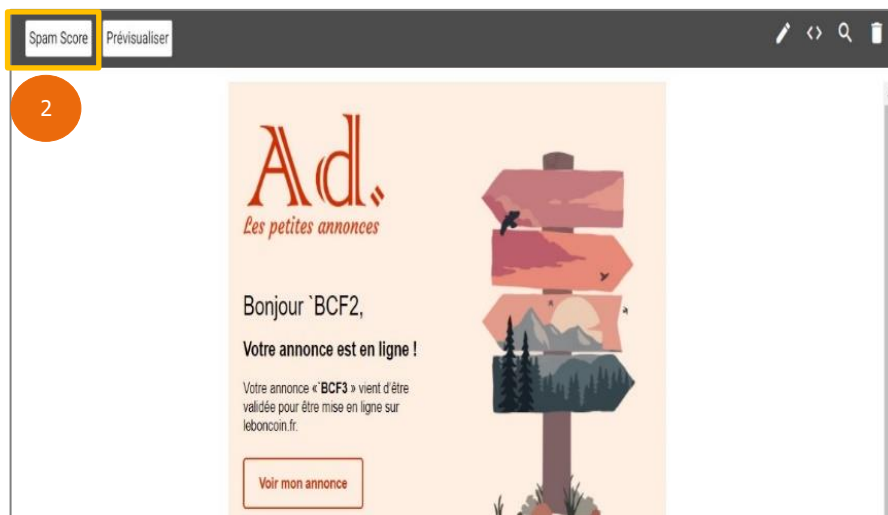 Spam Score
Prévisualiser
2
Ad.
Les petites annonces
Bonjour `BCF2,
Votre annonce est en ligne !
Votre annonce «`BCF3 » vient d'être
validée pour être mise en ligne sur
leboncoin.fr.
Voir mon annonce